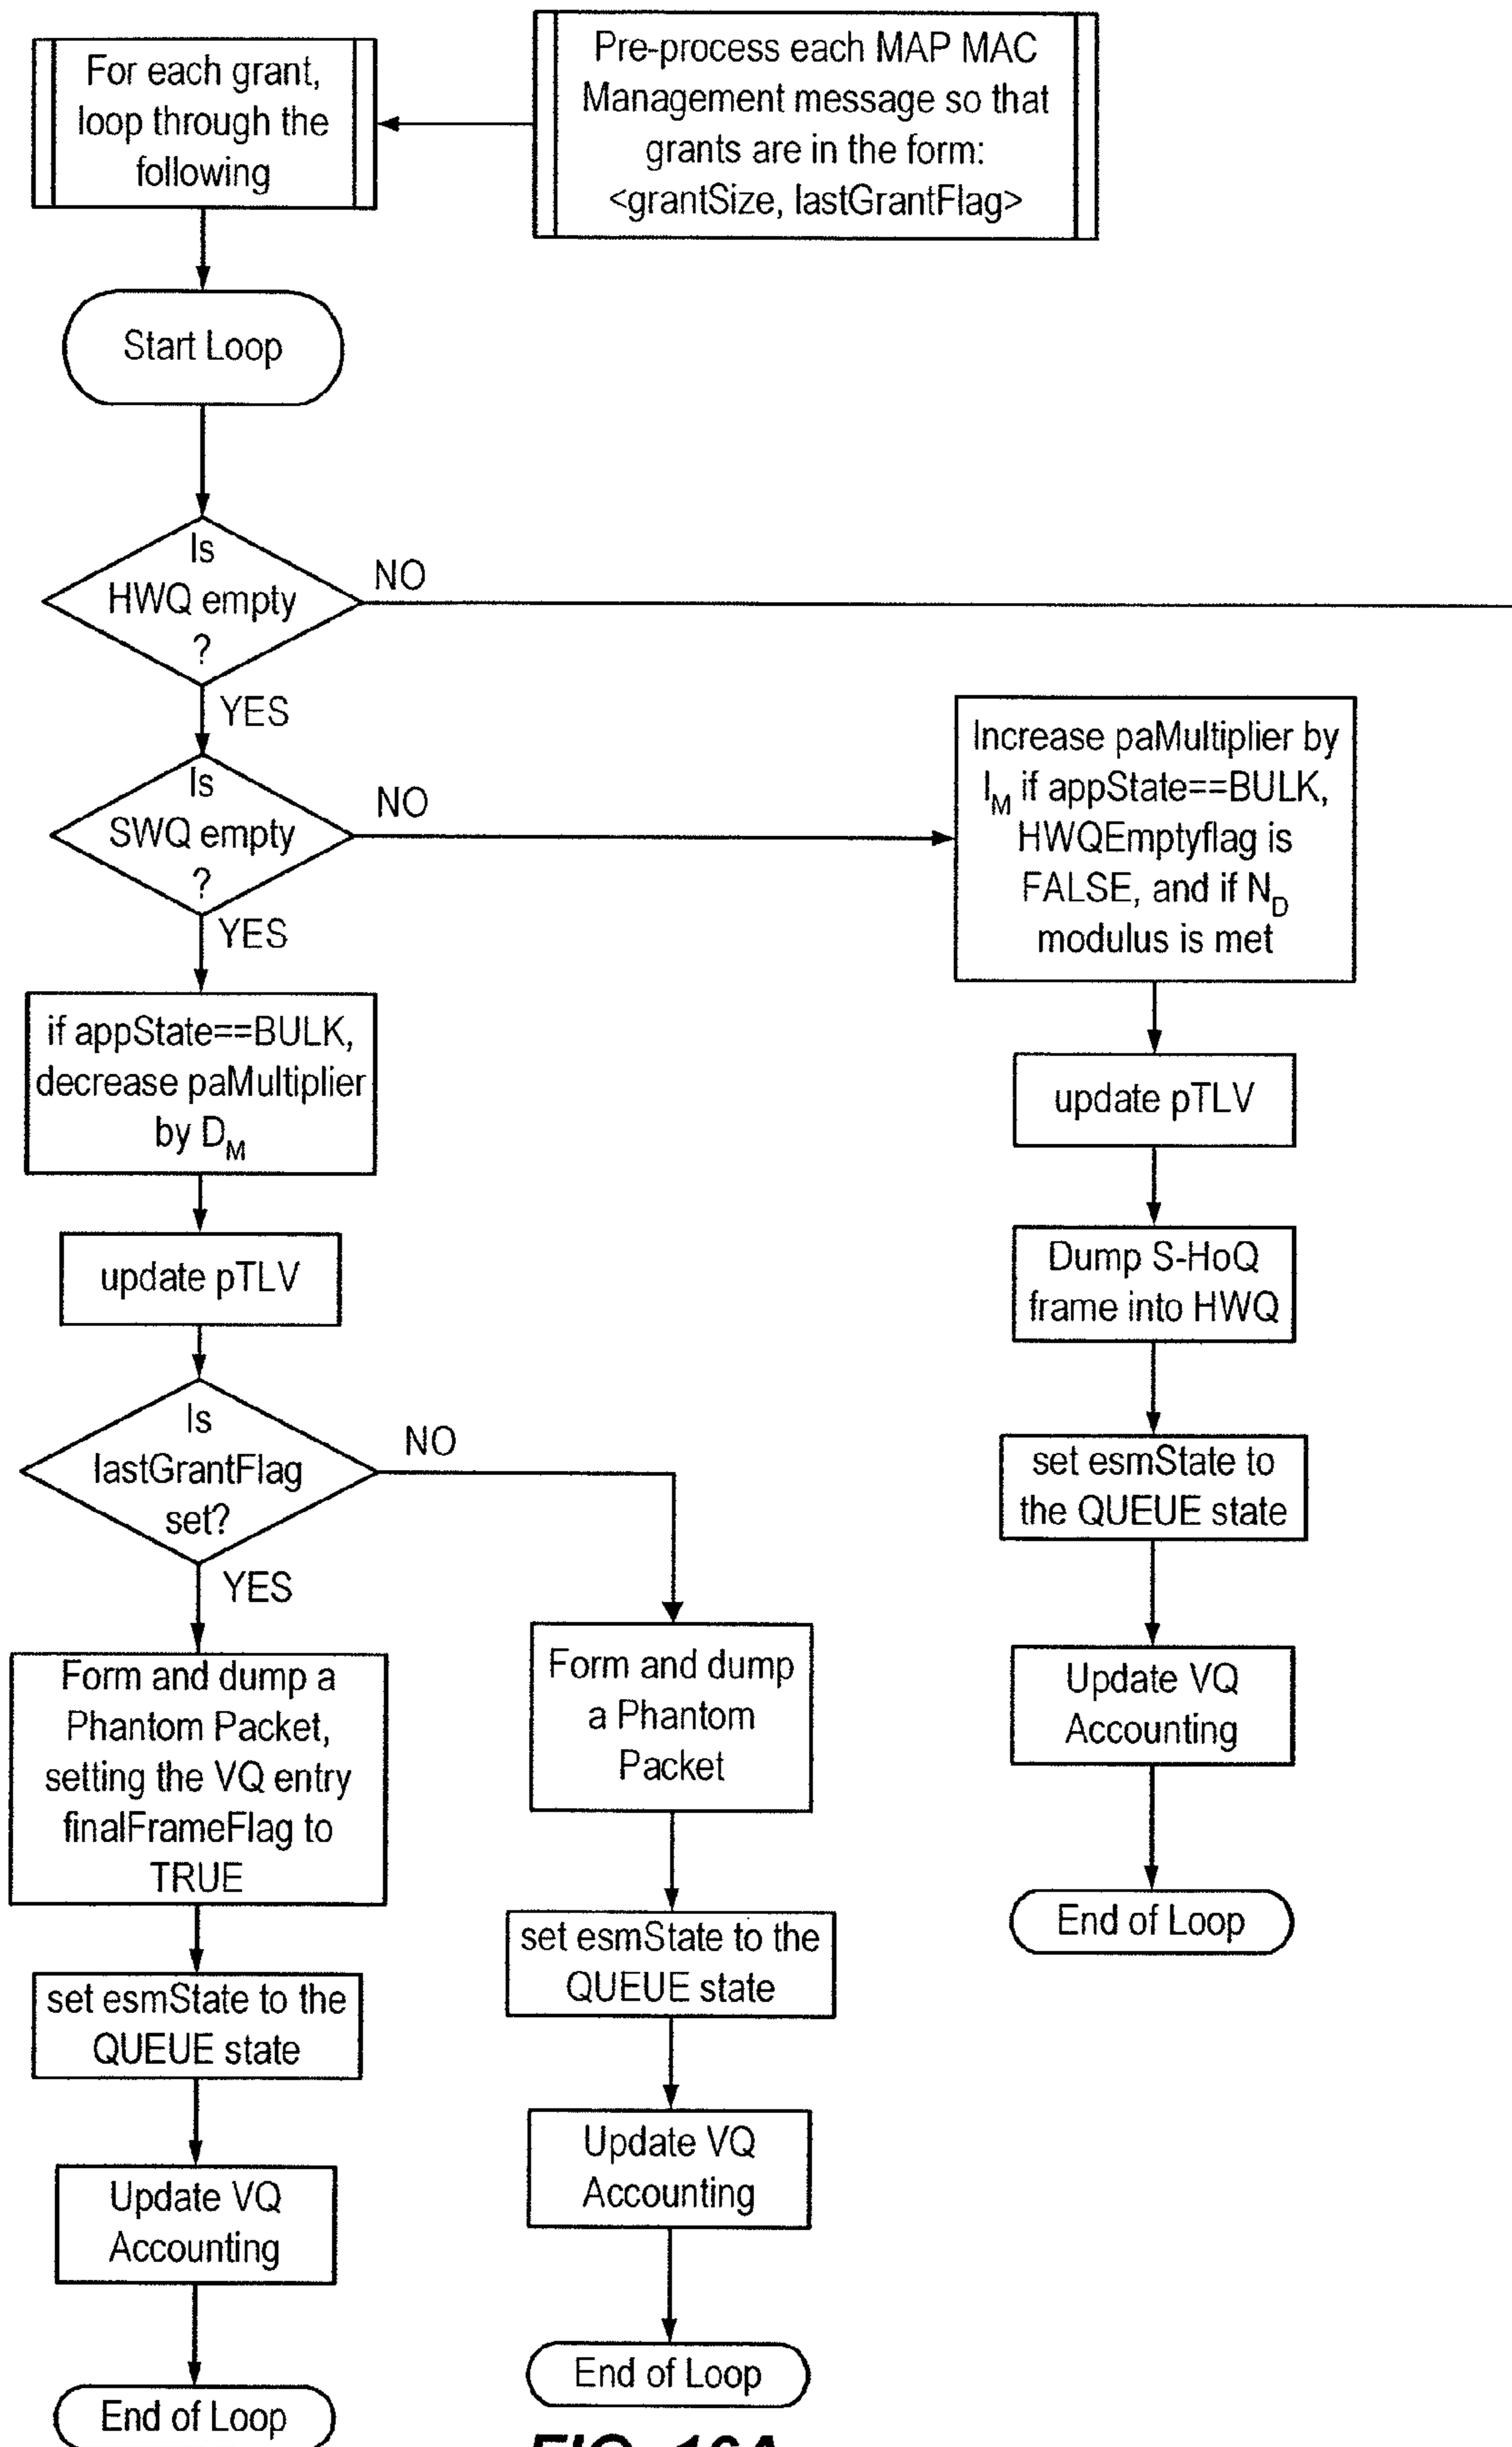 For each grant,
loop through the
following
Pre-process each MAP MAC
Management message so that
grants are in the form:
<grantSize, lastGrantFlag>
Start Loop
Is
HWQ empty
?
NO
YES
Is
SWQ empty
?
NO
YES
Increase paMultiplier by
I_M if appState==BULK,
HWQEmptyflag is
FALSE, and if N_D
modulus is met
if appState==BULK,
decrease paMultiplier
by D_M
update pTLV
update pTLV
Dump S-HoQ
frame into HWQ
Is
lastGrantFlag
set?
NO
YES
set esmState to
the QUEUE state
Form and dump a
Phantom Packet,
setting the VQ entry
finalFrameFlag to
TRUE
Form and dump
a Phantom
Packet
Update VQ
Accounting
End of Loop
set esmState to the
QUEUE state
set esmState to the
QUEUE state
Update VQ
Accounting
Update VQ
Accounting
End of Loop
End of Loop
FIG. 16A